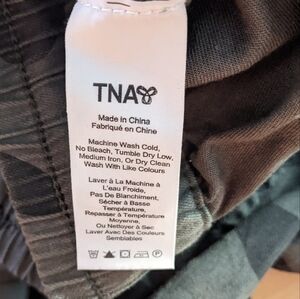 TNA
Made in China
Fabriqué en Chine
Machine Wash Cold,
No Bleach, Tumble Dry Low,
Medium Iron, Or Dry Clean
Wash With Like Colours
Laver à La Machine à
L'eau Froide,
Pas De Blanchiment,
Sécher à Basse
Température,
Repasser à Température
Moyenne,
Ou Nettoyer à Sec
Laver Avec Des Couleurs
Semblables